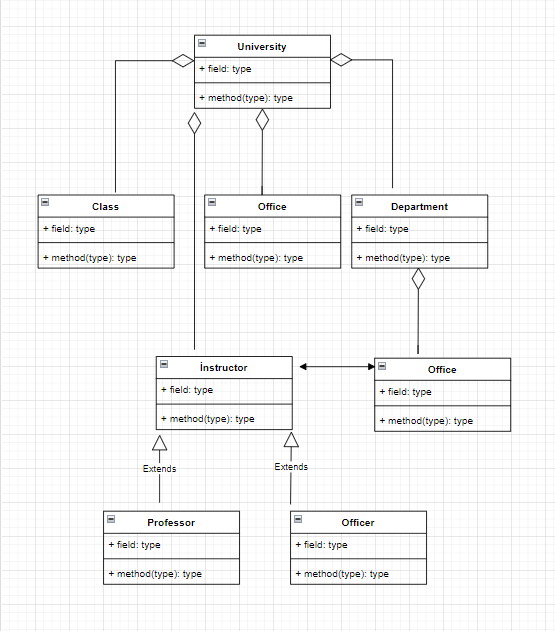 University
+ field: type
+ method(type): type
Class
+ field: type
+ method(type): type
Office
+ field: type
+ method(type): type
Department
+ field: type
+ method(type): type
İnstructor
+ field: type
+ method(type): type
Office
+ field: type
+ method(type): type
Extends
Extends
Professor
+ field: type
+ method(type): type
Officer
+ field: type
+ method(type): type